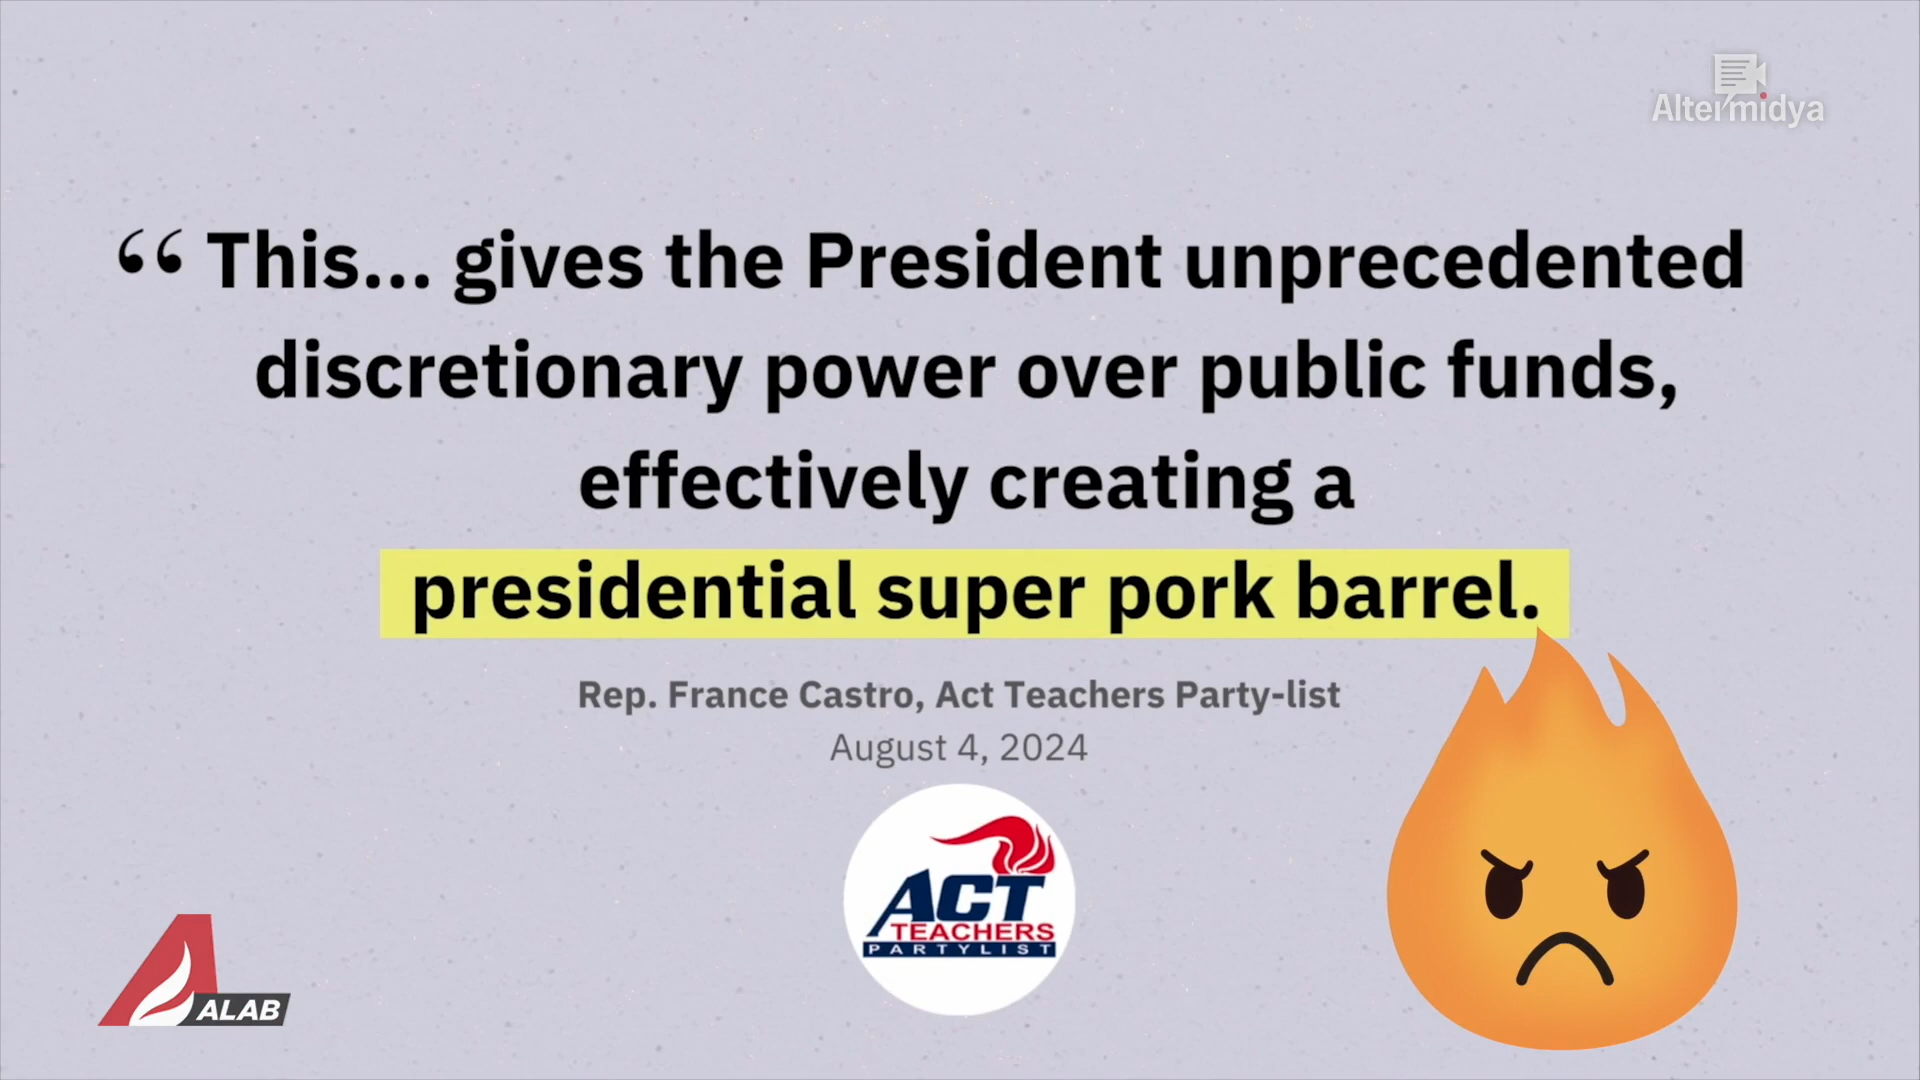 Altermidya
“ This... gives the President unprecedented
discretionary power over public funds,
effectively creating a
presidential super pork barrel.
Rep. France Castro, Act Teachers Party-list
August 4, 2024
ACT
TEACHERS
PARTYLIST
ALAB